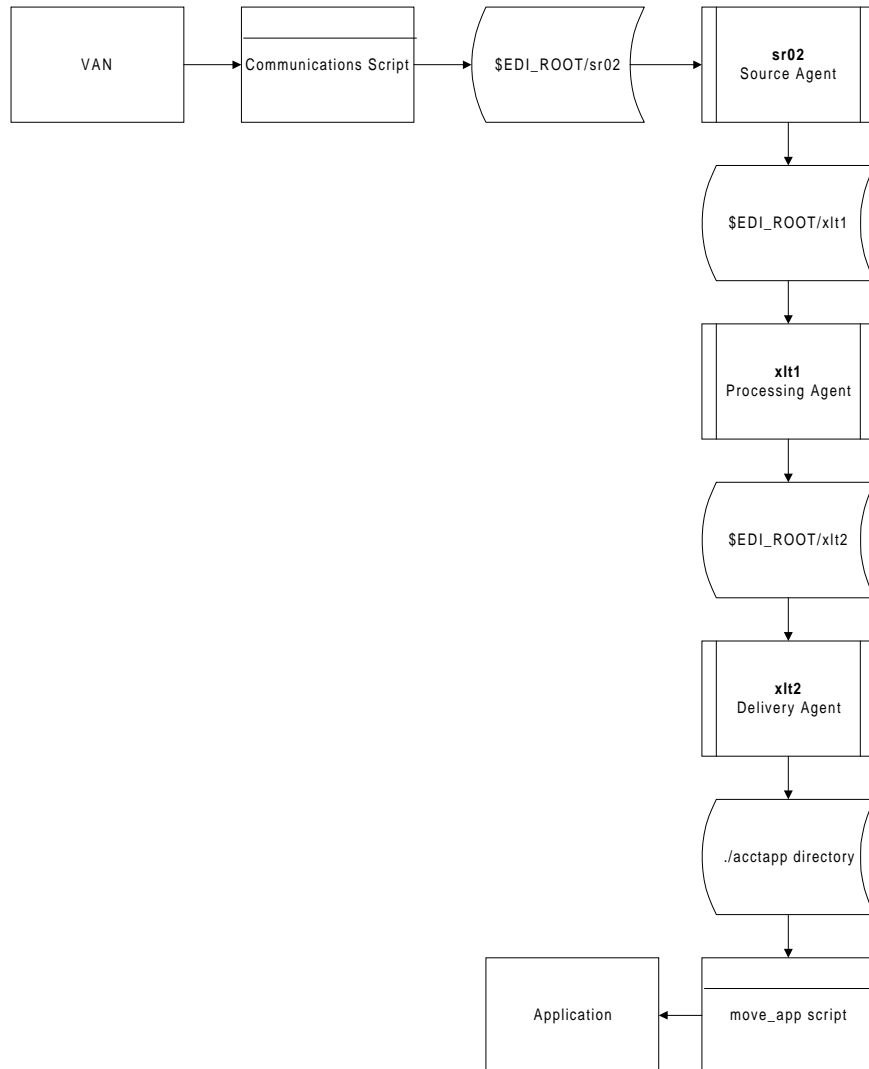 VAN
Communications Script
$EDI_ROOT/sr02
sr02
Source Agent
$EDI_ROOT/xlt1
xlt1
Processing Agent
$EDI_ROOT/xlt2
xlt2
Delivery Agent
./acctapp directory
Application
move_app script